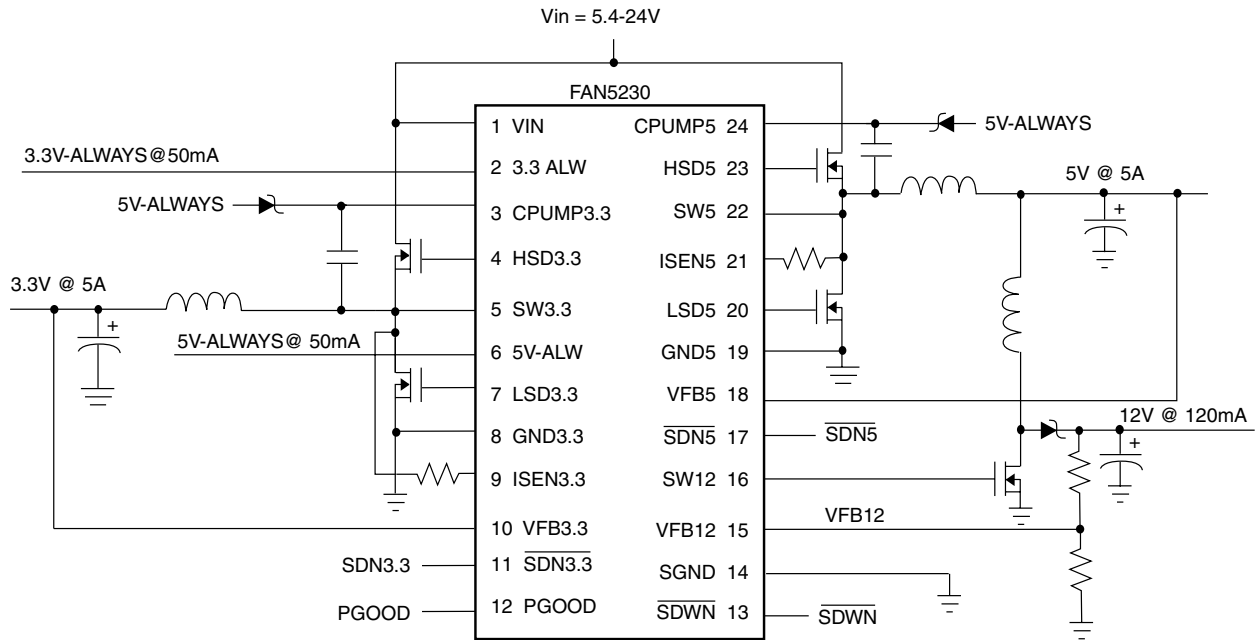 Vin = 5.4-24V
FAN5230
1 VIN
CPUMP5 24
5V-ALWAYS
3.3V-ALWAYS@50mA
2 3.3 ALW
HSD5 23
5V @ 5A
+
5V-ALWAYS
3 CPUMP3.3
SW5 22
4 HSD3.3
ISEN5 21
3.3V @ 5A
+
5 SW3.3
LSD5 20
5V-ALWAYS@ 50mA
6 5V-ALW
GND5 19
7 LSD3.3
VFB5 18
12V @ 120mA
+
8 GND3.3
SDN5 17
SDN5
9 ISEN3.3
SW12 16
10 VFB3.3
VFB12 15
VFB12
SDN3.3
11 SDN3.3
SGND 14
PGOOD
12 PGOOD
SDWN 13
SDWN